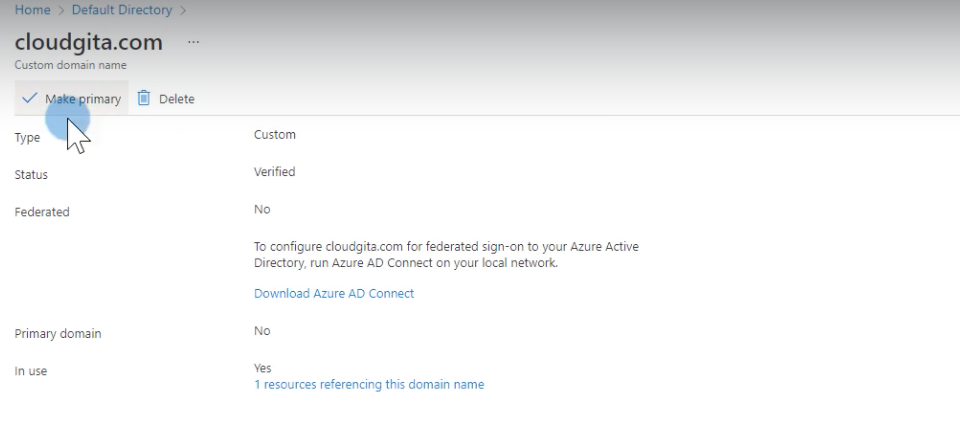 Home > Default Directory >
cloudgita.com ...
Custom domain name
Make primary Delete
Type Custom
Status Verified
Federated No
To configure cloudgita.com for federated sign-on to your Azure Active
Directory, run Azure AD Connect on your local network.
Download Azure AD Connect
Primary domain No
In use Yes
1 resources referencing this domain name